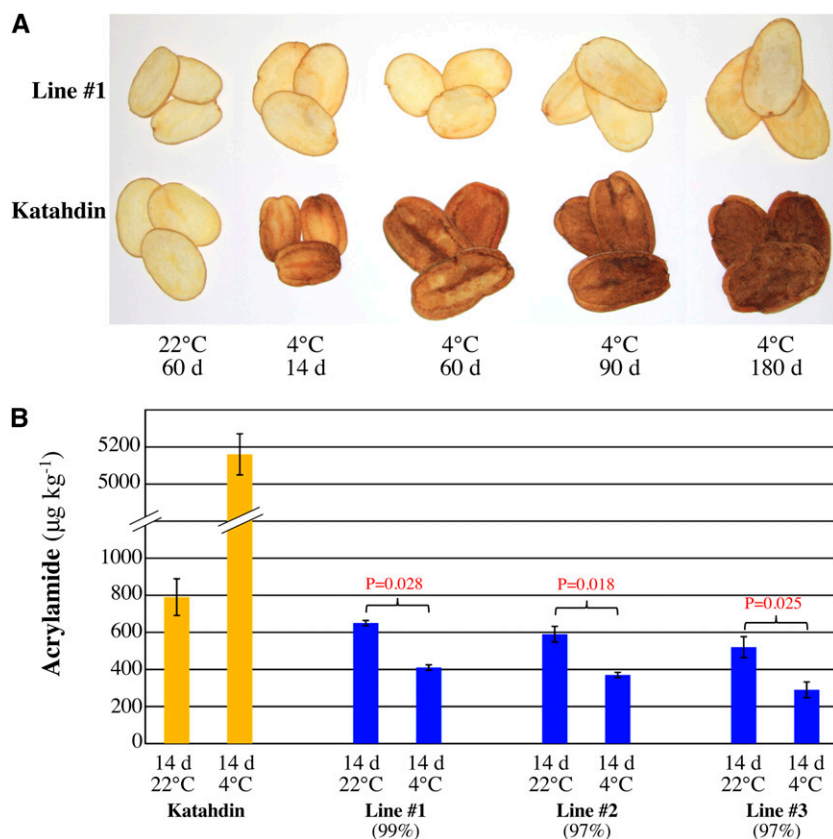 A
Line #1
Katahdin
22°C 4°C 4°C 4°C 4°C
60 d 14 d 60 d 90 d 180 d
B
Acrylamide (µg kg⁻¹)
5200
5000
1000
800
600
400
200
0
P=0.028
P=0.018
P=0.025
14 d 14 d 14 d 14 d 14 d 14 d 14 d 14 d
22°C 4°C 22°C 4°C 22°C 4°C 22°C 4°C
Katahdin Line #1 Line #2 Line #3
(99%) (97%) (97%)